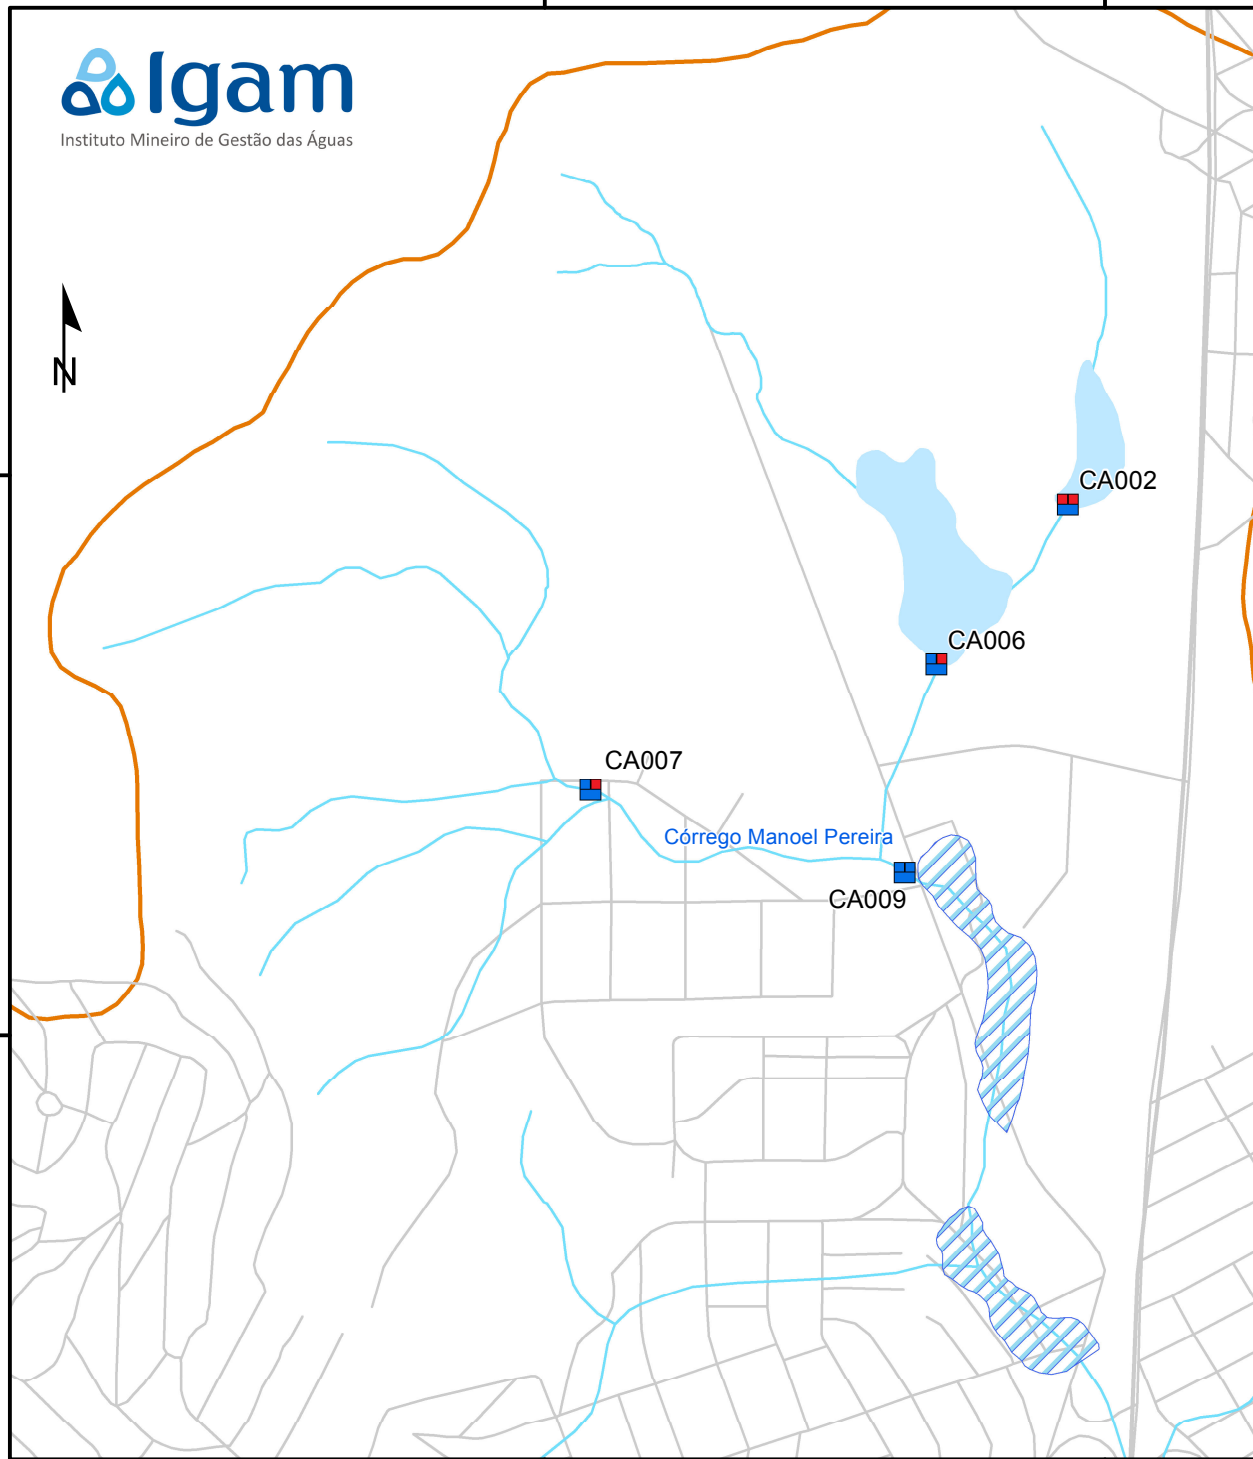 Igam
Instituto Mineiro de Gestão das Águas
N
CA002
CA006
CA007
Córrego Manoel Pereira
CA009